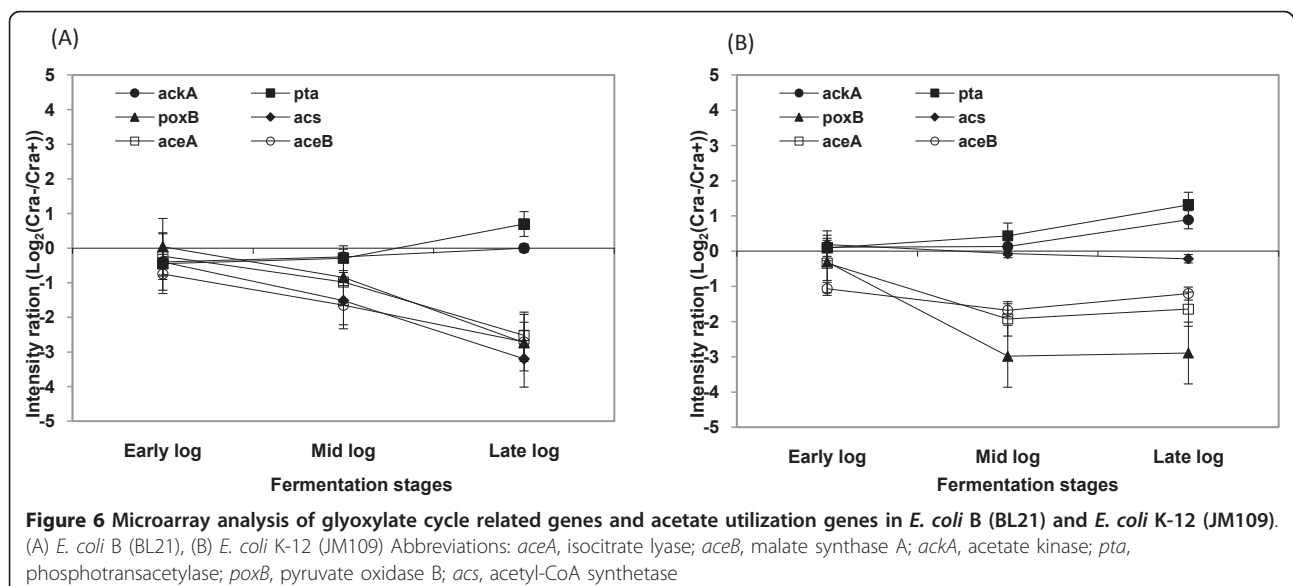 (A)
5
4
3
2
1
0
-1
-2
-3
-4
-5
Intensity ration (Log2(Cra-/Cra+))
ackA pta
poxB acs
aceA aceB
Early log Mid log Late log
Fermentation stages
(B)
5
4
3
2
1
0
-1
-2
-3
-4
-5
Intensity ration (Log2(Cra-/Cra+))
ackA pta
poxB acs
aceA aceB
Early log Mid log Late log
Fermentation stages
Figure 6 Microarray analysis of glyoxylate cycle related genes and acetate utilization genes in E. coli B (BL21) and E. coli K-12 (JM109).
(A) E. coli B (BL21), (B) E. coli K-12 (JM109) Abbreviations: aceA, isocitrate lyase; aceB, malate synthase A; ackA, acetate kinase; pta,
phosphotransacetylase; poxB, pyruvate oxidase B; acs, acetyl-CoA synthetase